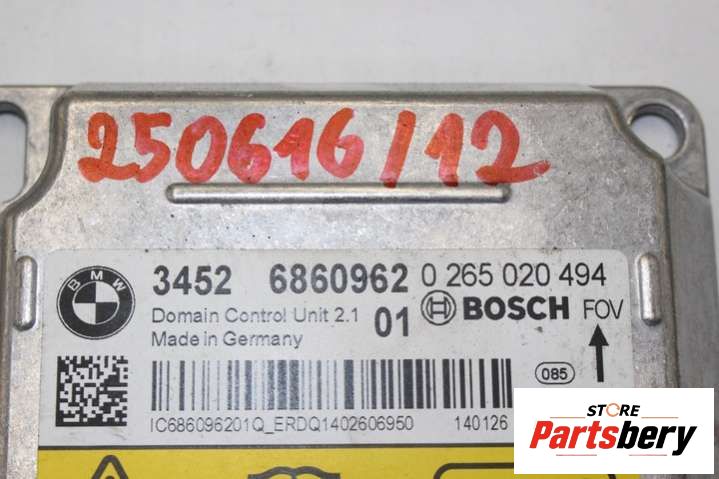 250616/12
BMW
3452 6860962 0 265 020 494
Domain Control Unit 2.1 01 BOSCH FOV
Made in Germany
085
IC686096201Q_ERDQ1402606950 140126
STORE
Partsbery